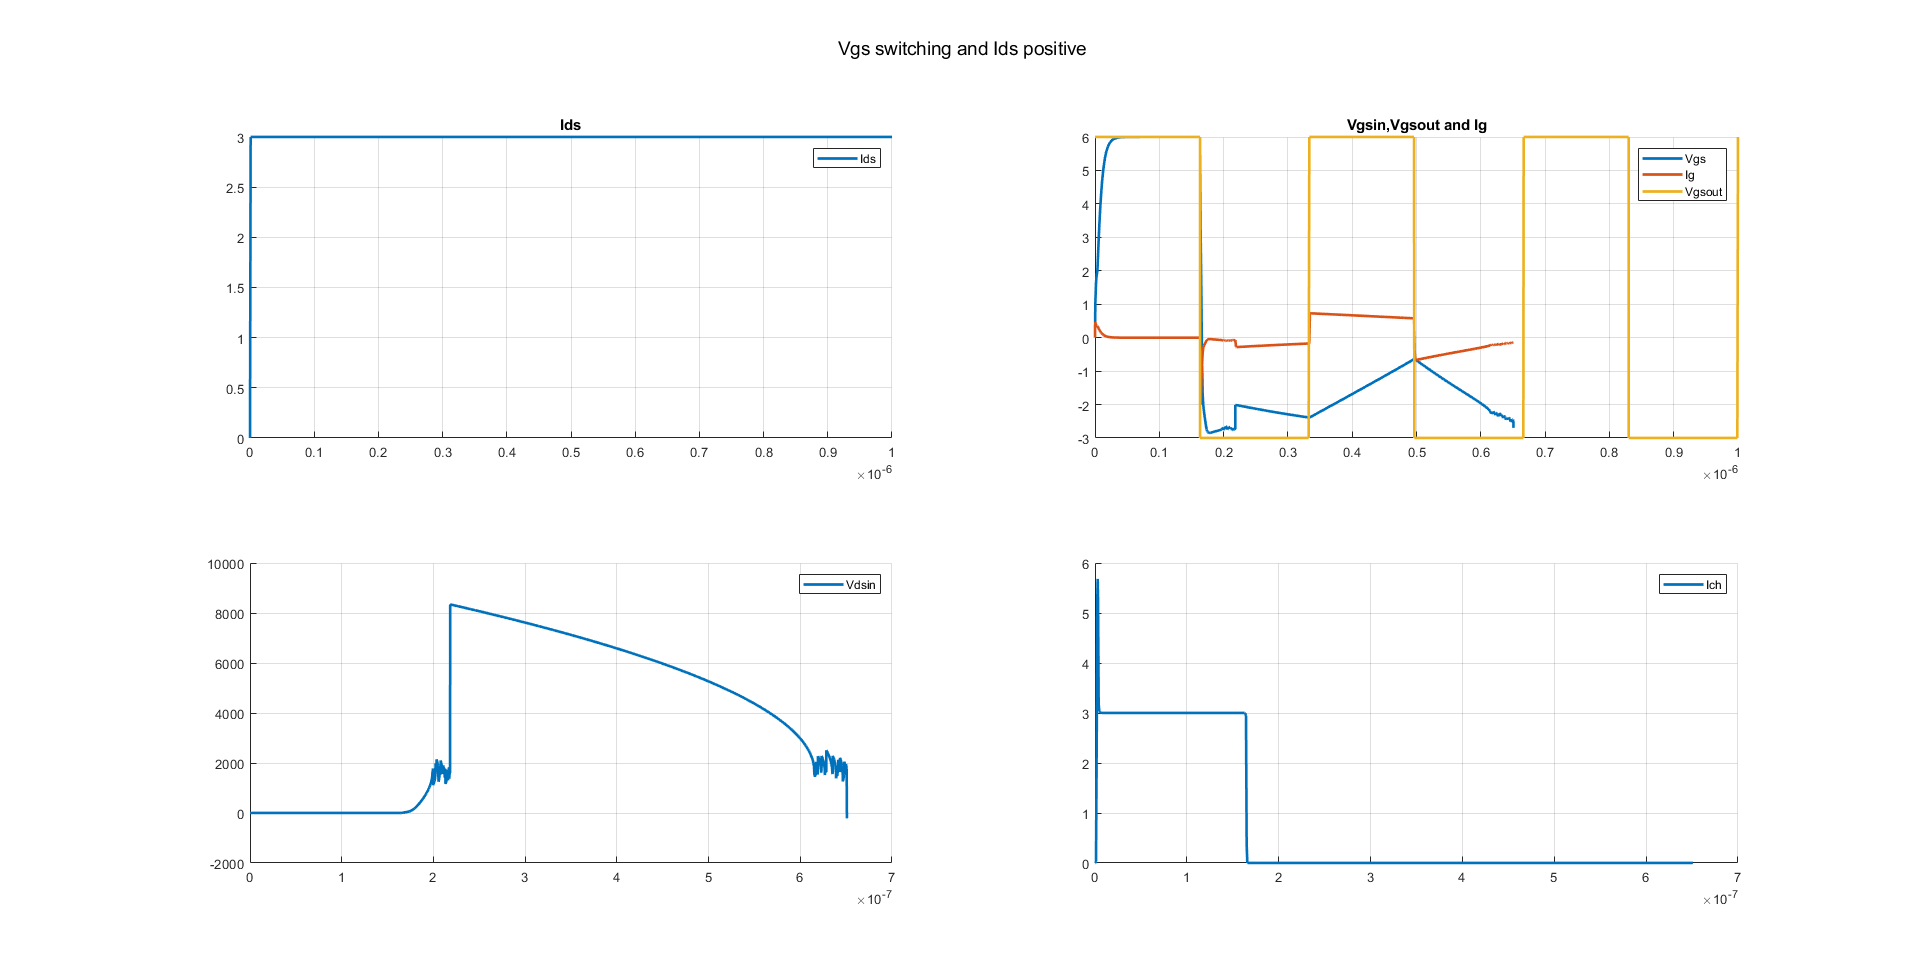 Vgs switching and Ids positive
Ids
3
2.5
2
1.5
1
0.5
0
Ids
0 0.1 0.2 0.3 0.4 0.5 0.6 0.7 0.8 0.9 1
×10-6
Vgsin,Vgsout and Ig
6
5
4
3
2
1
0
-1
-2
-3
Vgs
Ig
Vgsout
0 0.1 0.2 0.3 0.4 0.5 0.6 0.7 0.8 0.9 1
×10-6
10000
8000
6000
4000
2000
0
-2000
Vdsin
0 1 2 3 4 5 6 7
×10-7
6
5
4
3
2
1
0
Ich
0 1 2 3 4 5 6 7
×10-7